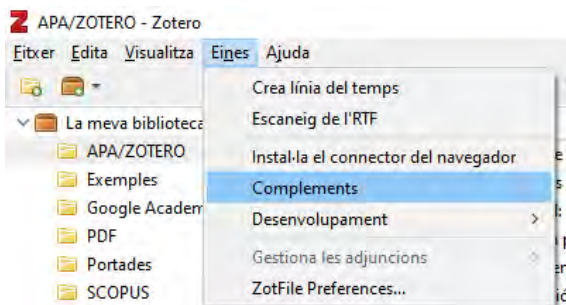 APA/ZOTERO - Zotero
Fitxer Edita Visualitza Eines Ajuda
Crea línia del temps
Escaneig de l'RTF
La meva biblioteca
APA/ZOTERO
Instal·la el connector del navegador
Exemples
Complements
Google Academ
Desenvolupament
PDF
Gestiona les adjuncions
Portades
ZotFile Preferences...
SCOPUS